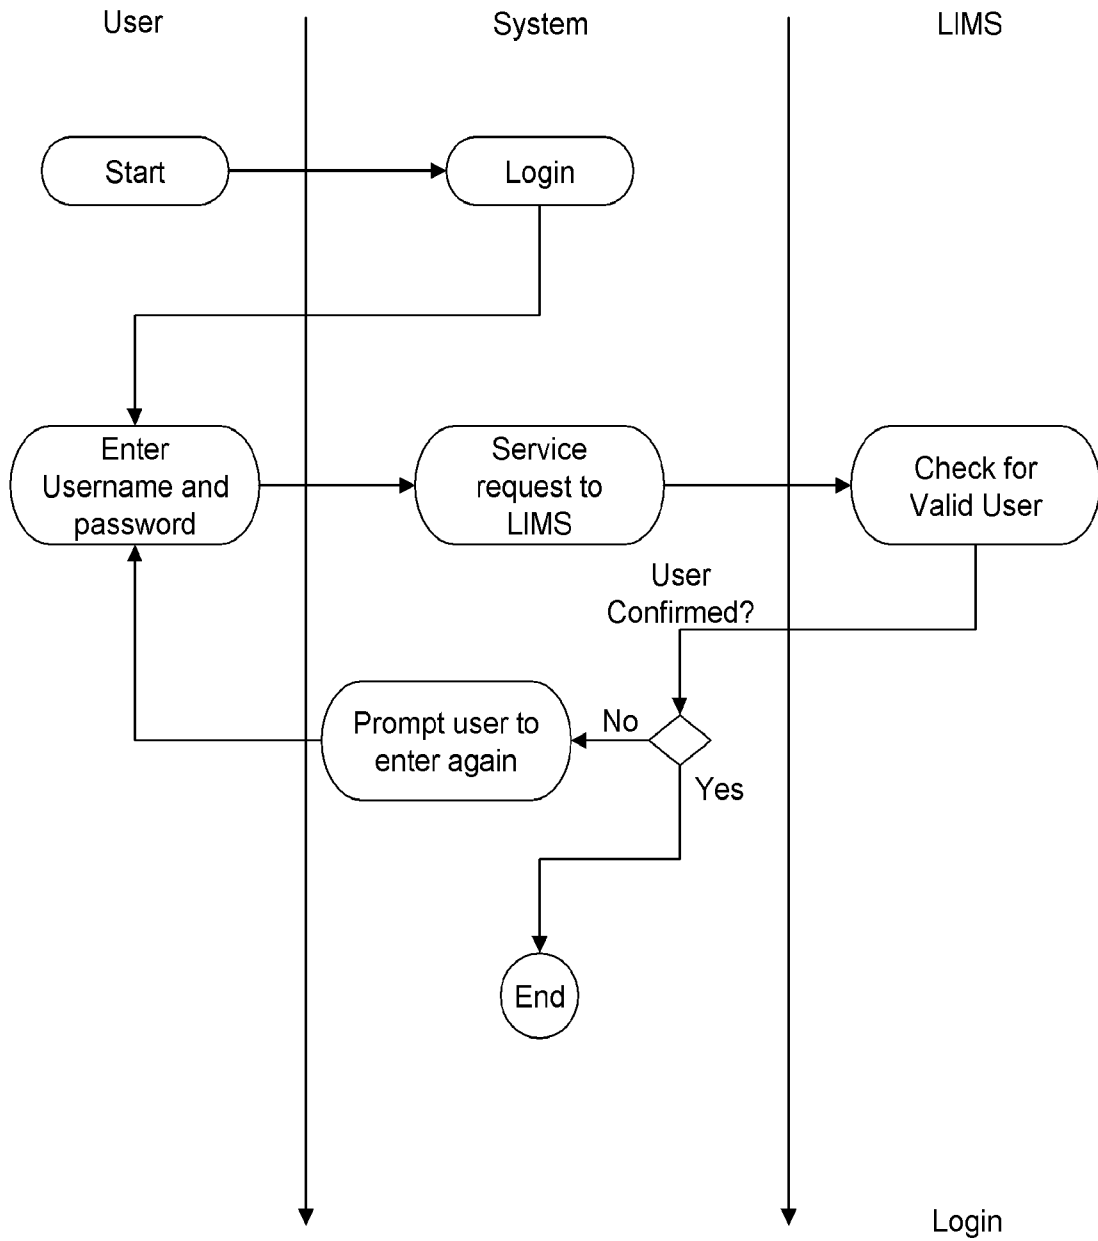 User
System
LIMS
Start
Login
Enter
Username and
password
Service
request to
LIMS
Check for
Valid User
User
Confirmed?
Prompt user to
enter again
No
Yes
End
Login